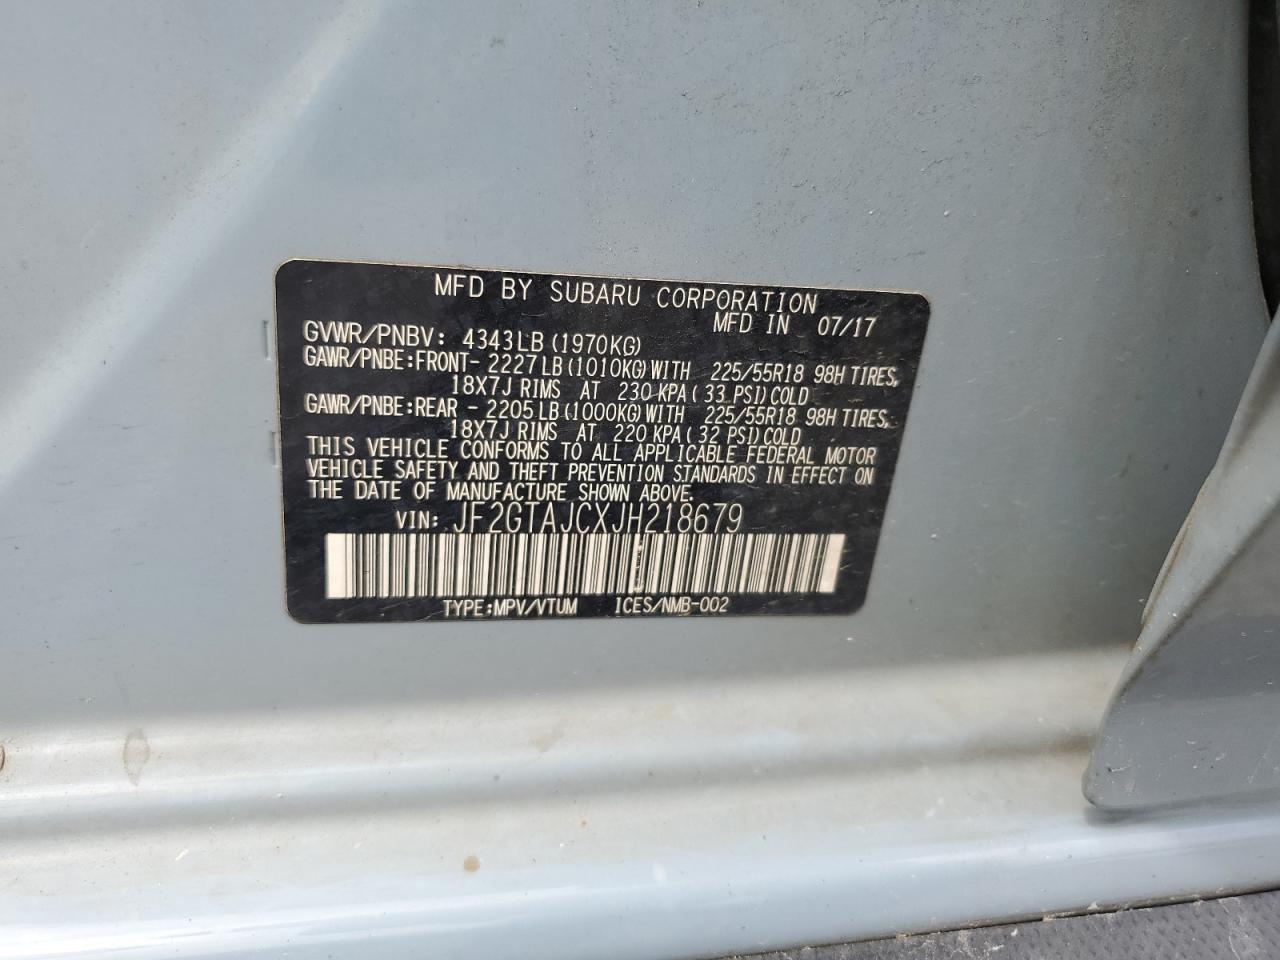 MFD BY SUBARU CORPORATION
MFD IN 07/17
GVWR/PNBV: 4343LB (1970KG)
GAWR/PNBE:FRONT- 2227LB (1010KG) WITH 225/55R18 98H TIRES,
18X7J RIMS AT 230 KPA ( 33 PSI) COLD
GAWR/PNBE:REAR - 2205LB (1000KG) WITH 225/55R18 98H TIRES,
18X7J RIMS AT 220 KPA ( 32 PSI) COLD
THIS VEHICLE CONFORMS TO ALL APPLICABLE FEDERAL MOTOR
VEHICLE SAFETY AND THEFT PREVENTION STANDARDS IN EFFECT ON
THE DATE OF MANUFACTURE SHOWN ABOVE.
VIN: JF2GTAJCXJH218679
TYPE:MPV/VTUM ICES/NMB-002